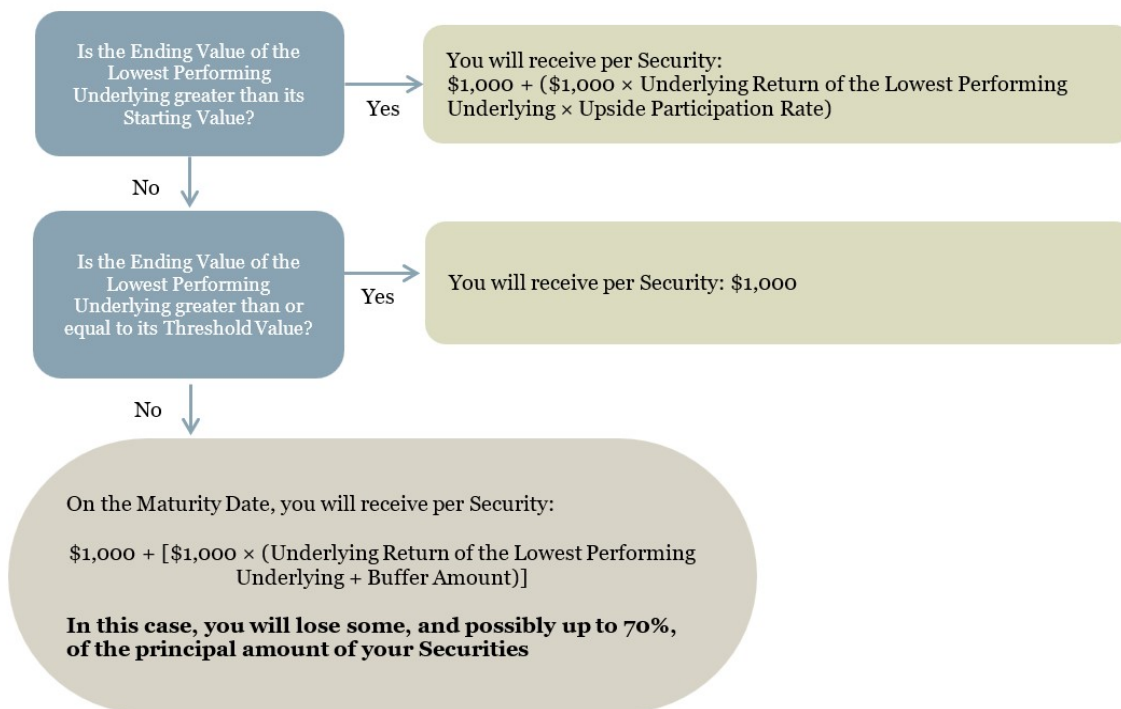 Is the Ending Value of the
Lowest Performing
Underlying greater than its
Starting Value?
Yes
You will receive per Security:
$1,000 + ($1,000 × Underlying Return of the Lowest Performing
Underlying × Upside Participation Rate)
No
Is the Ending Value of the
Lowest Performing
Underlying greater than or
equal to its Threshold Value?
Yes
You will receive per Security: $1,000
No
On the Maturity Date, you will receive per Security:
$1,000 + [$1,000 × (Underlying Return of the Lowest Performing
Underlying + Buffer Amount)]
In this case, you will lose some, and possibly up to 70%,
of the principal amount of your Securities